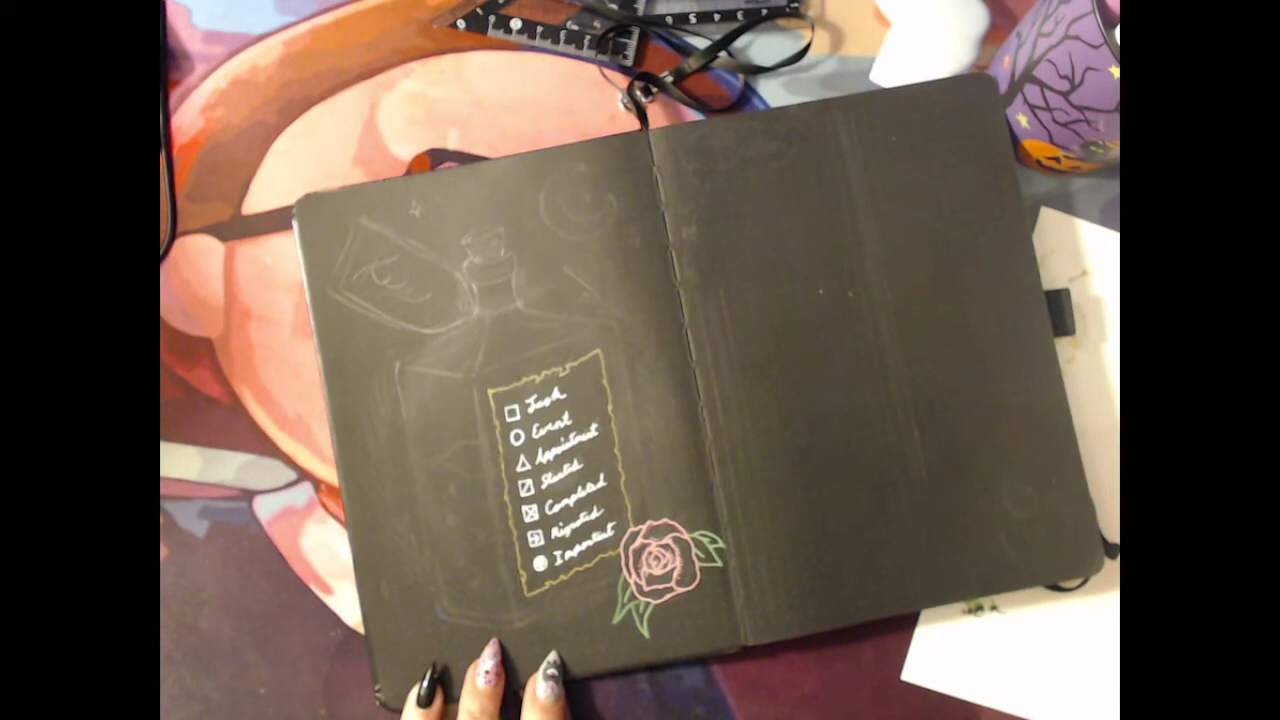 Task
Event
Appointment
Started
Completed
Migrated
Important